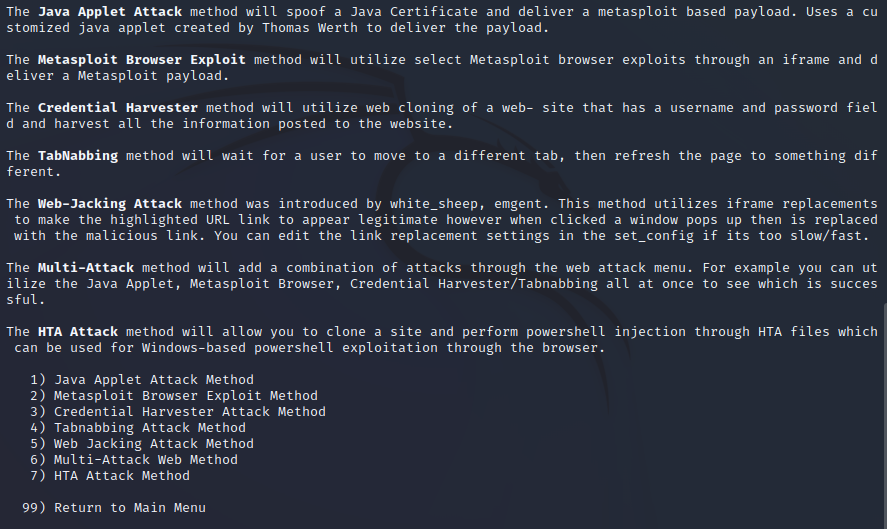 The Java Applet Attack method will spoof a Java Certificate and deliver a metasploit based payload. Uses a cu
stomized java applet created by Thomas Werth to deliver the payload.
The Metasploit Browser Exploit method will utilize select Metasploit browser exploits through an iframe and d
eliver a Metasploit payload.
The Credential Harvester method will utilize web cloning of a web- site that has a username and password fiel
d and harvest all the information posted to the website.
The TabNabbing method will wait for a user to move to a different tab, then refresh the page to something dif
ferent.
The Web-Jacking Attack method was introduced by white_sheep, emgent. This method utilizes iframe replacements
 to make the highlighted URL link to appear legitimate however when clicked a window pops up then is replaced
 with the malicious link. You can edit the link replacement settings in the set_config if its too slow/fast.
The Multi-Attack method will add a combination of attacks through the web attack menu. For example you can ut
ilize the Java Applet, Metasploit Browser, Credential Harvester/Tabnabbing all at once to see which is succes
sful.
The HTA Attack method will allow you to clone a site and perform powershell injection through HTA files which
 can be used for Windows-based powershell exploitation through the browser.
1) Java Applet Attack Method
2) Metasploit Browser Exploit Method
3) Credential Harvester Attack Method
4) Tabnabbing Attack Method
5) Web Jacking Attack Method
6) Multi-Attack Web Method
7) HTA Attack Method
99) Return to Main Menu